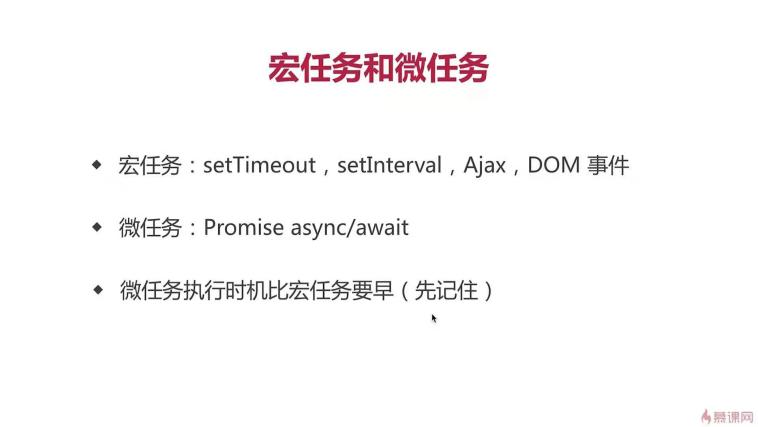 宏任务和微任务
宏任务：setTimeout，setInterval，Ajax，DOM 事件
微任务：Promise async/await
微任务执行时机比宏任务要早（先记住）
慕课网